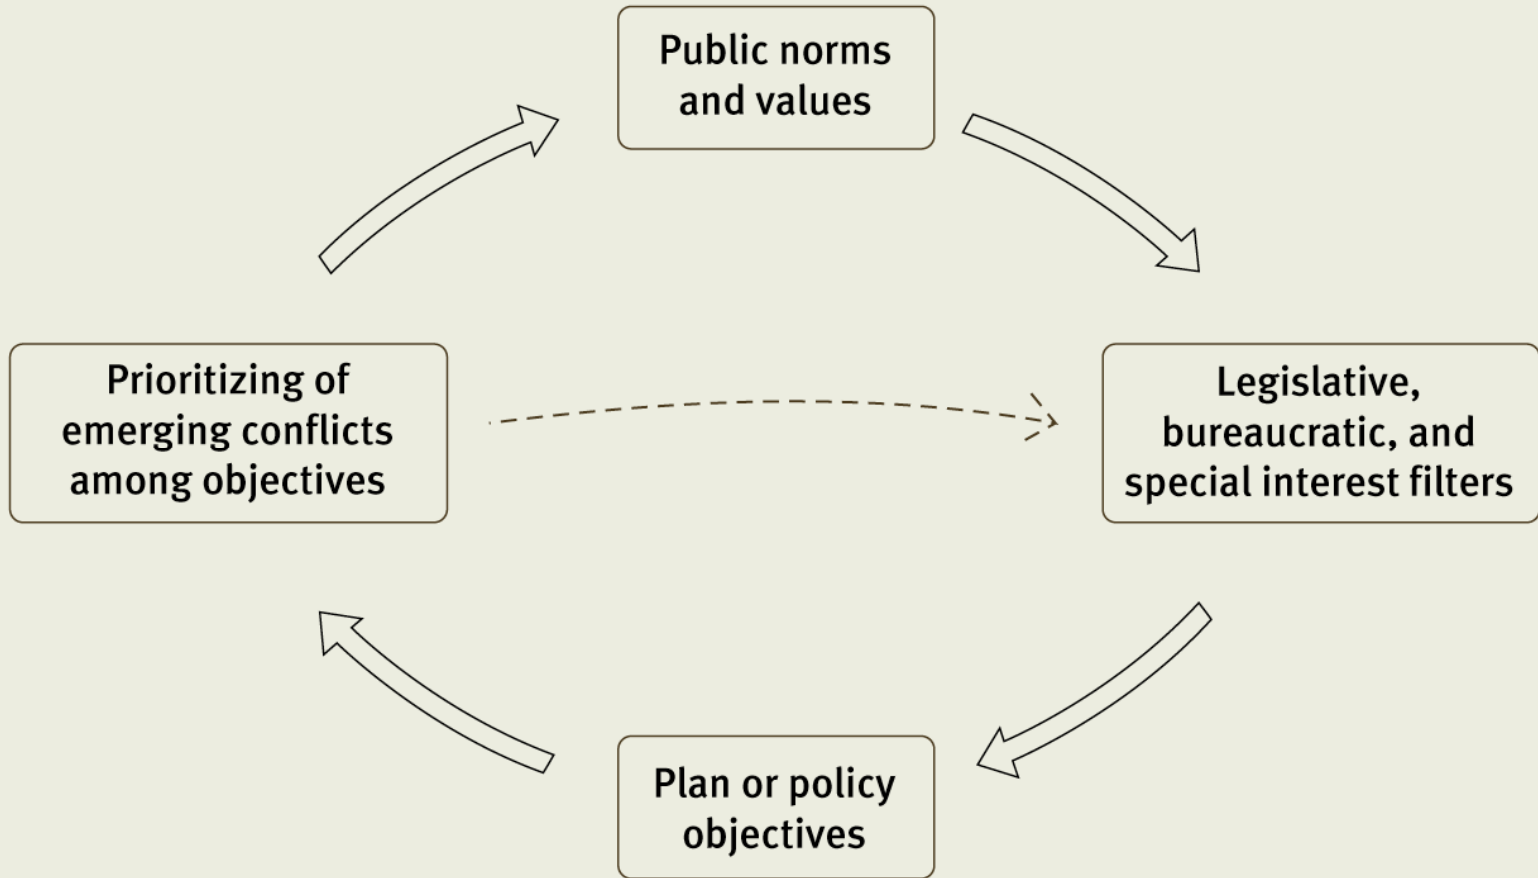 Public norms
and values
Prioritizing of
emerging conflicts
among objectives
Legislative,
bureaucratic, and
special interest filters
Plan or policy
objectives